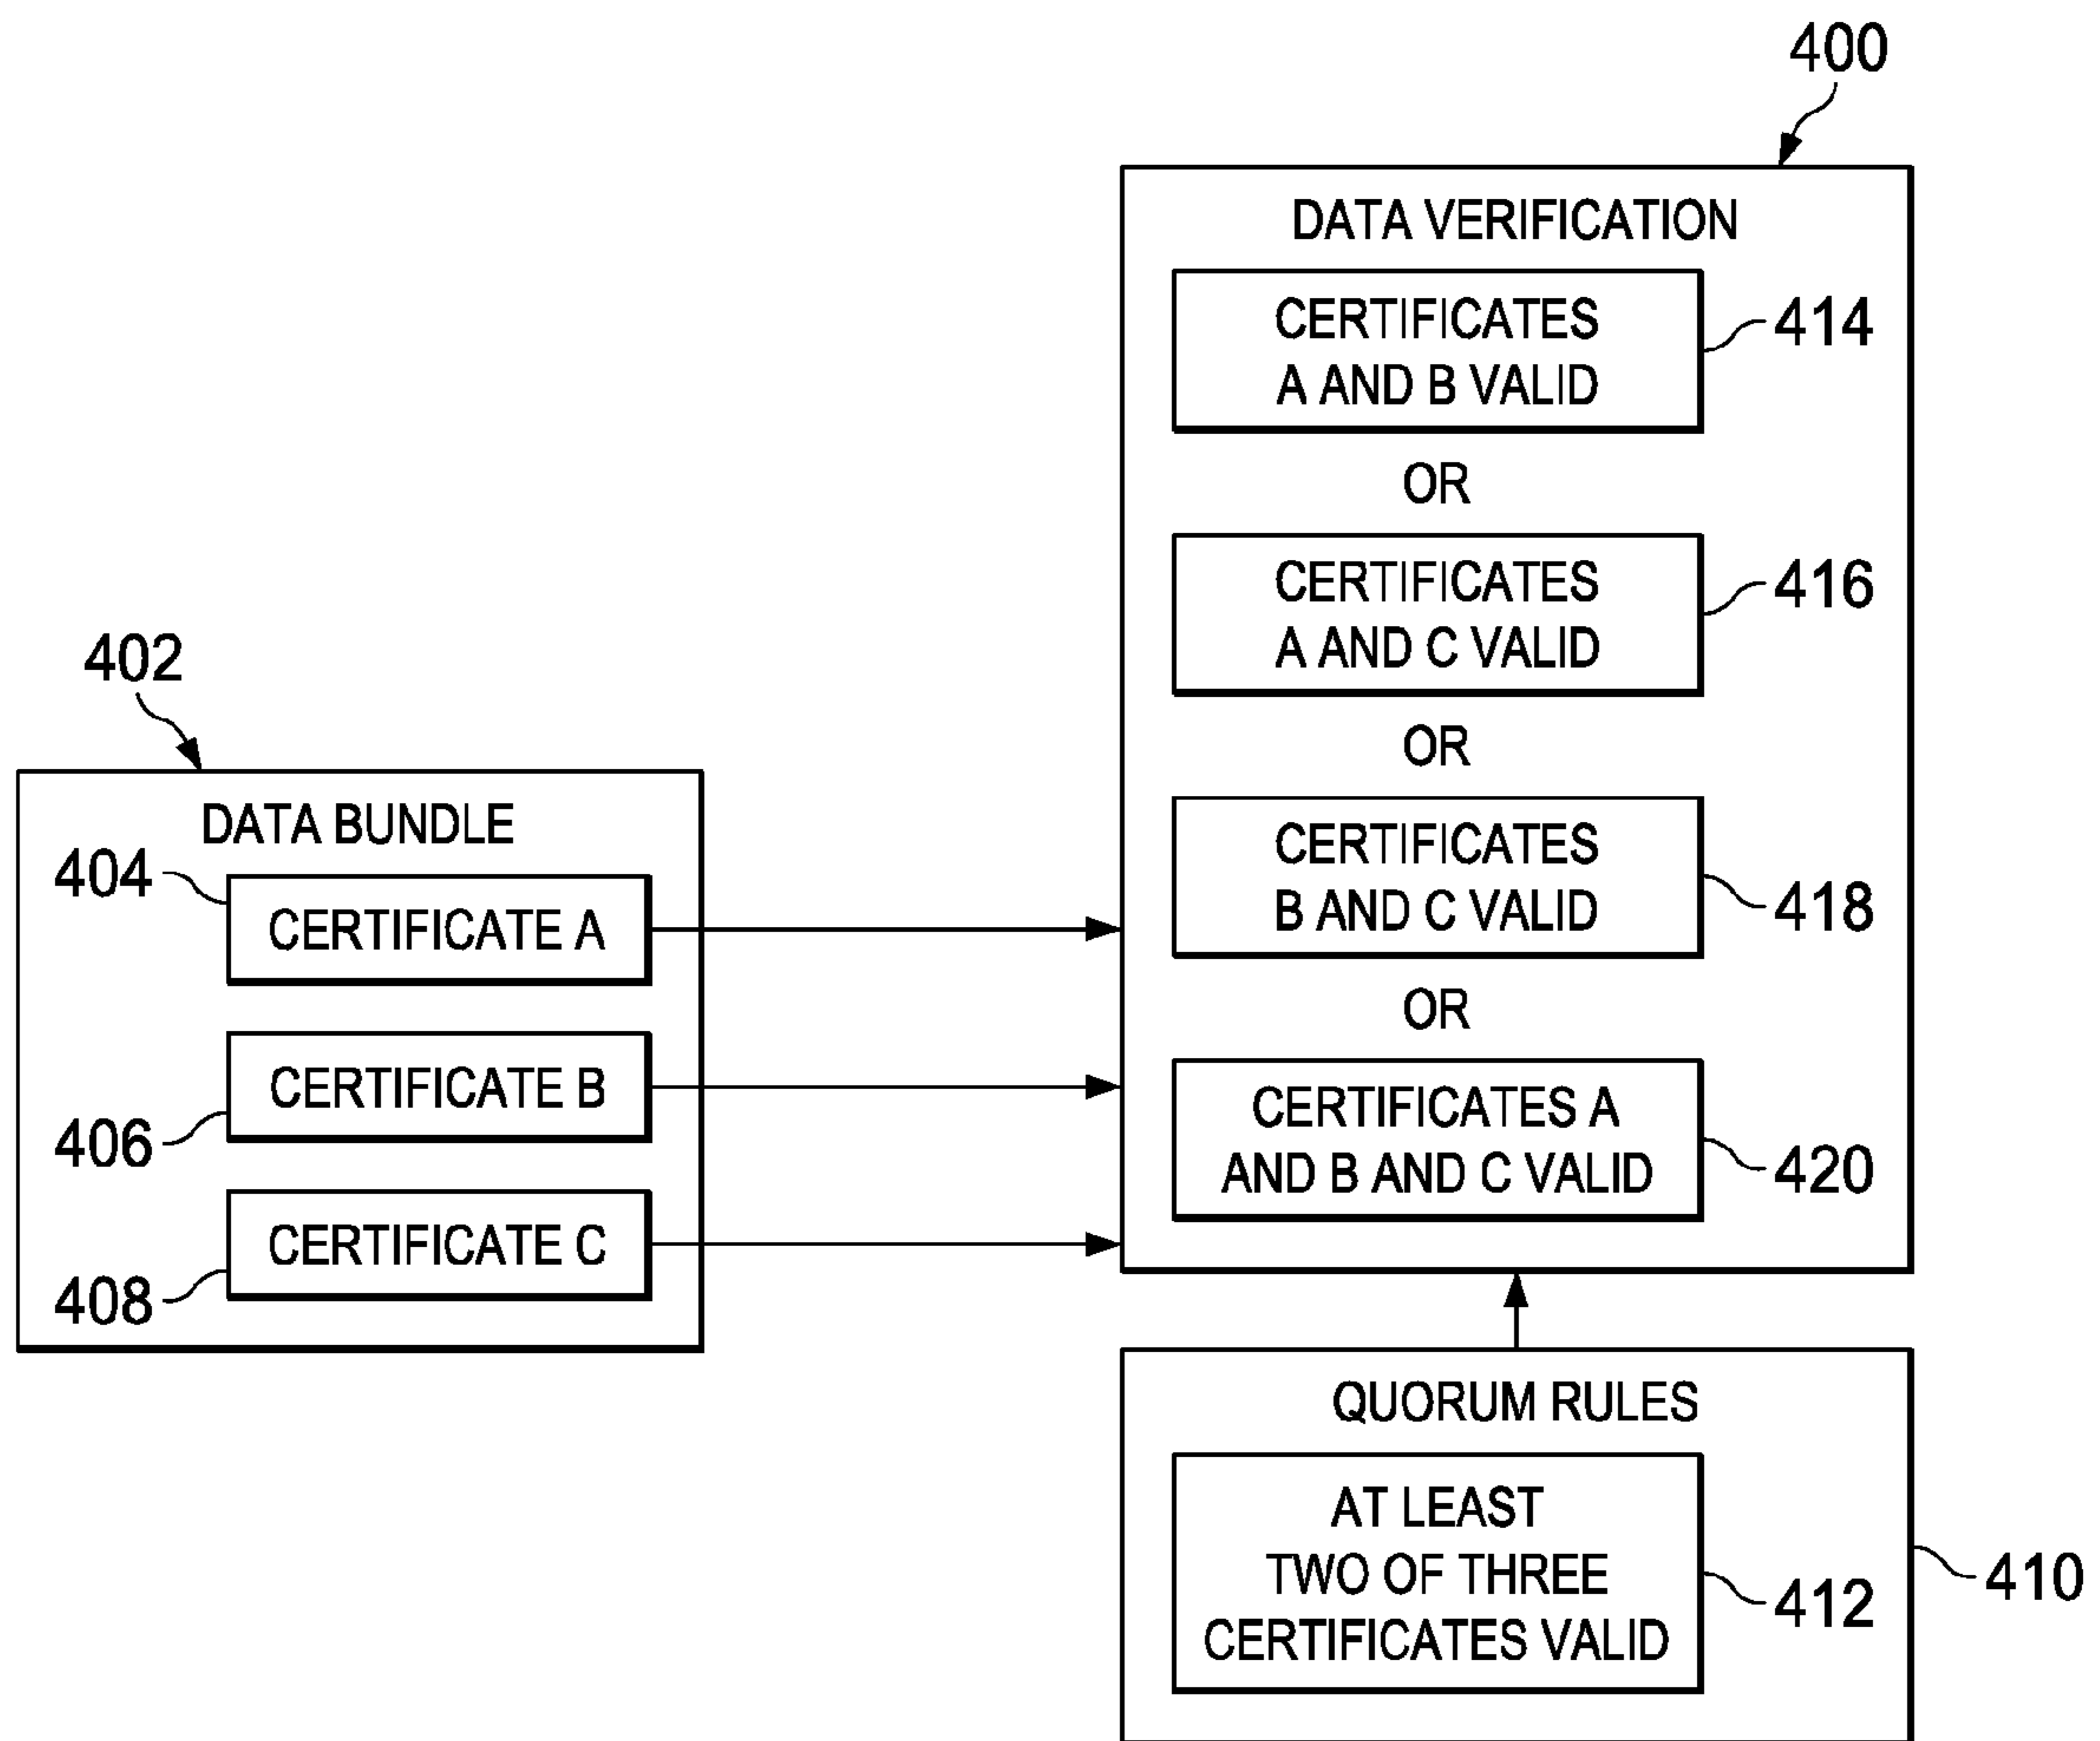 400
DATA VERIFICATION
CERTIFICATES
A AND B VALID
414
OR
CERTIFICATES
A AND C VALID
416
OR
CERTIFICATES
B AND C VALID
418
OR
CERTIFICATES A
AND B AND C VALID
420
402
DATA BUNDLE
404
CERTIFICATE A
CERTIFICATE B
406
CERTIFICATE C
408
QUORUM RULES
AT LEAST
TWO OF THREE
CERTIFICATES VALID
412
410